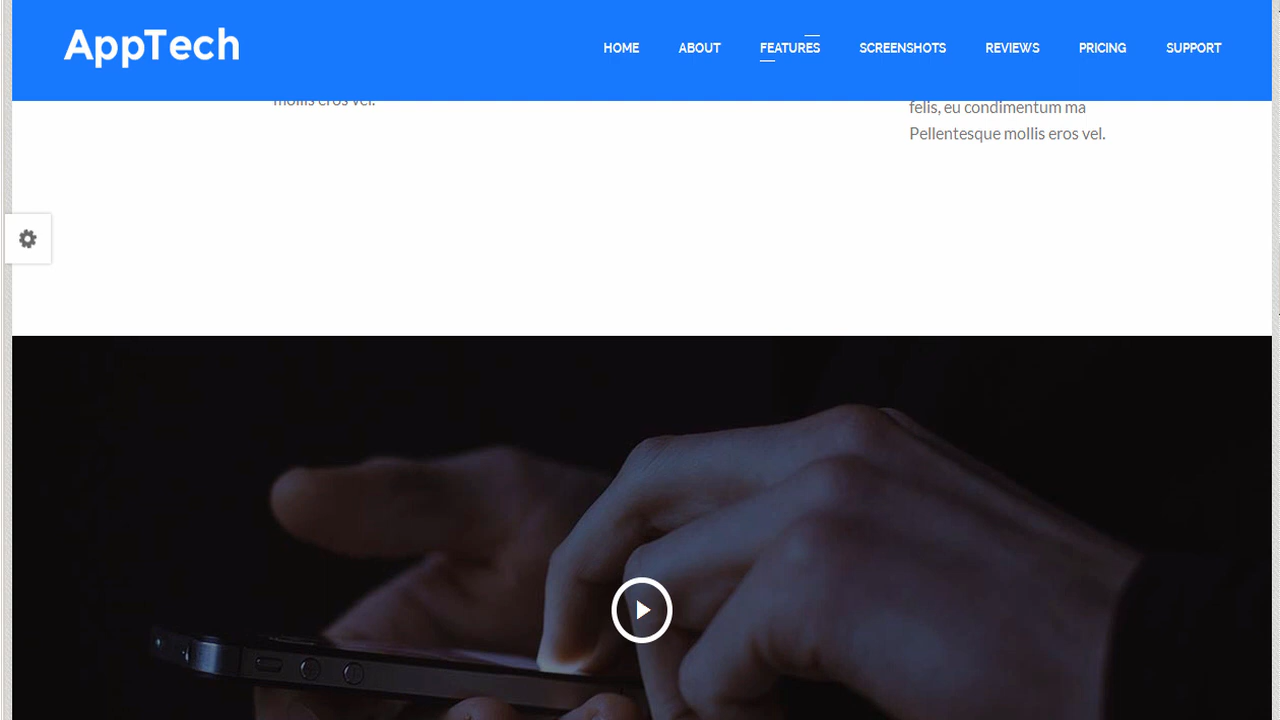 AppTech
HOME ABOUT FEATURES SCREENSHOTS REVIEWS PRICING SUPPORT
mollis eros vel.
felis, eu condimentum ma
Pellentesque mollis eros vel.